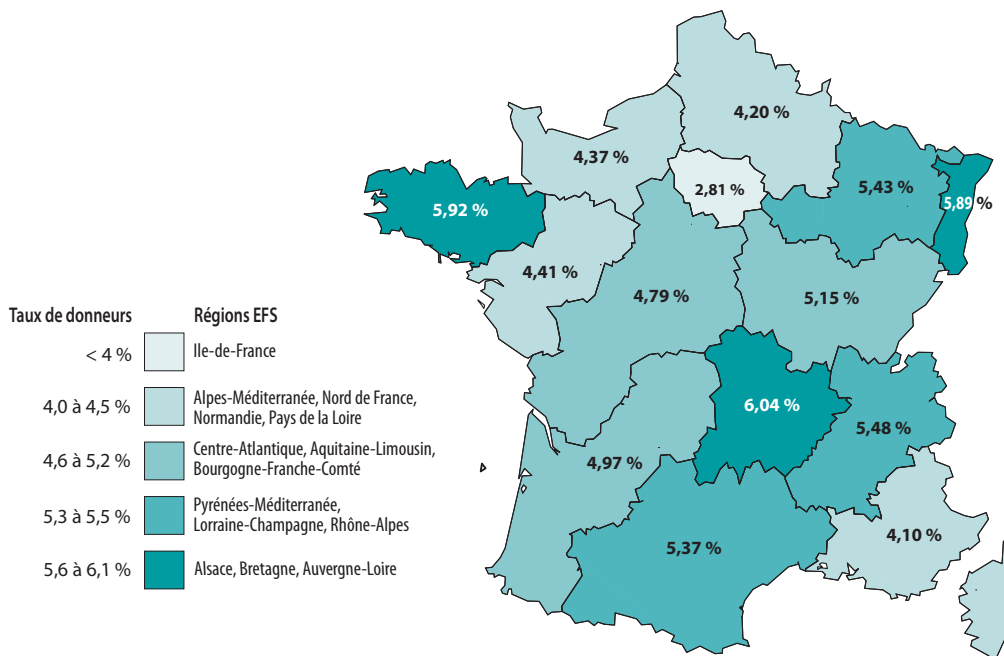 4,20 %
4,37 %
2,81 %
5,43 %
5,89 %
5,92 %
4,41 %
4,79 %
5,15 %
6,04 %
5,48 %
4,97 %
4,10 %
5,37 %
Taux de donneurs Régions EFS
< 4 % Ile-de-France
4,0 à 4,5 % Alpes-Méditerranée, Nord de France,
Normandie, Pays de la Loire
4,6 à 5,2 % Centre-Atlantique, Aquitaine-Limousin,
Bourgogne-Franche-Comté
5,3 à 5,5 % Pyrénées-Méditerranée,
Lorraine-Champagne, Rhône-Alpes
5,6 à 6,1 % Alsace, Bretagne, Auvergne-Loire